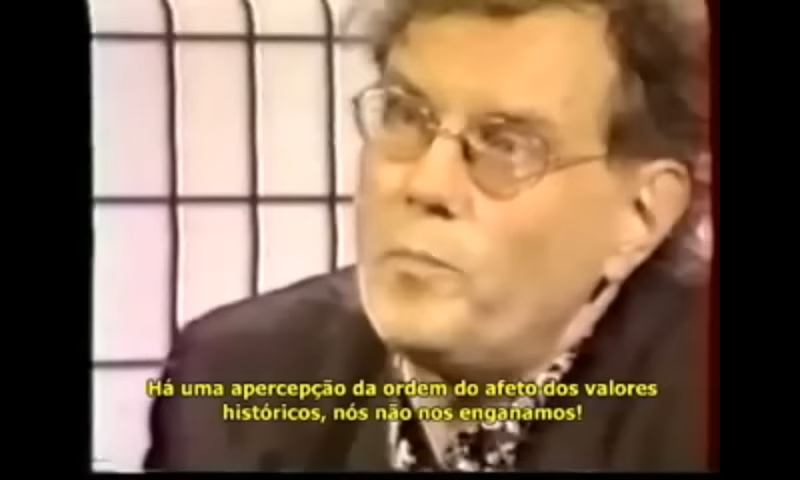 Há uma apercepção da ordem do afeto dos valores
históricos, nós não nos enganamos!